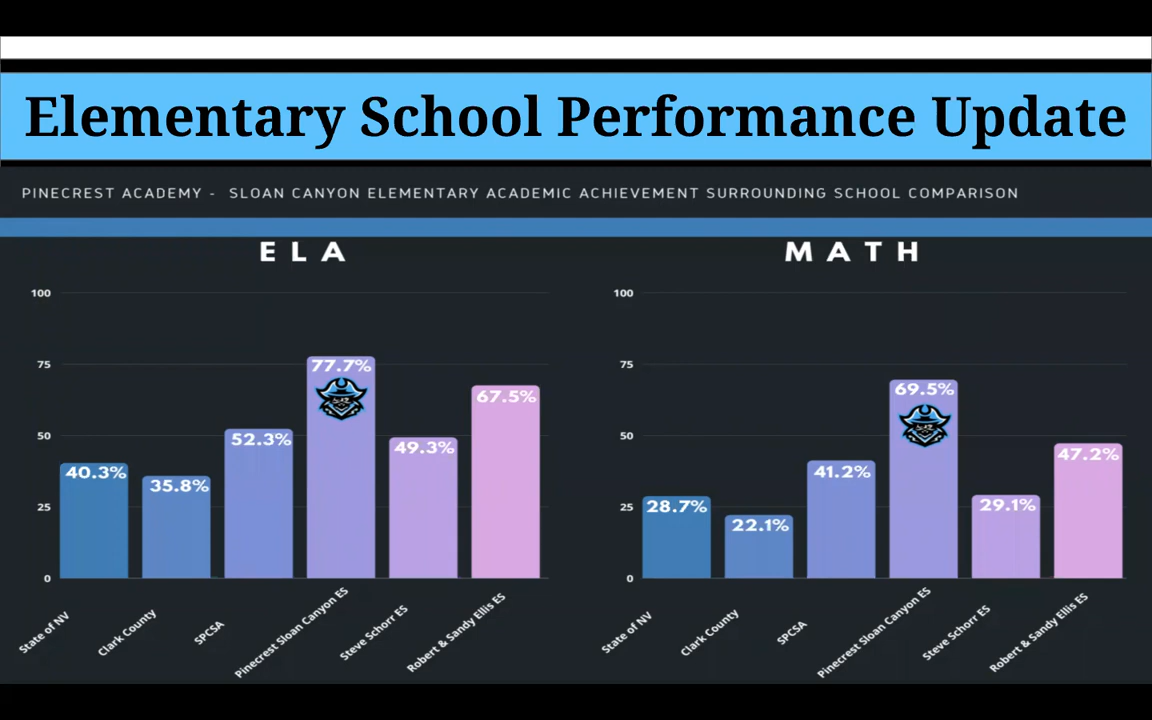 Elementary School Performance Update
PINECREST ACADEMY - SLOAN CANYON ELEMENTARY ACADEMIC ACHIEVEMENT SURROUNDING SCHOOL COMPARISON
ELA
100
75
50
25
0
40.3%
35.8%
52.3%
77.7%
49.3%
67.5%
State of NV
Clark County
SPCSA
Pinecrest Sloan Canyon ES
Steve Schorr ES
Robert & Sandy Ellis ES
MATH
100
75
50
25
0
28.7%
22.1%
41.2%
69.5%
29.1%
47.2%
State of NV
Clark County
SPCSA
Pinecrest Sloan Canyon ES
Steve Schorr ES
Robert & Sandy Ellis ES